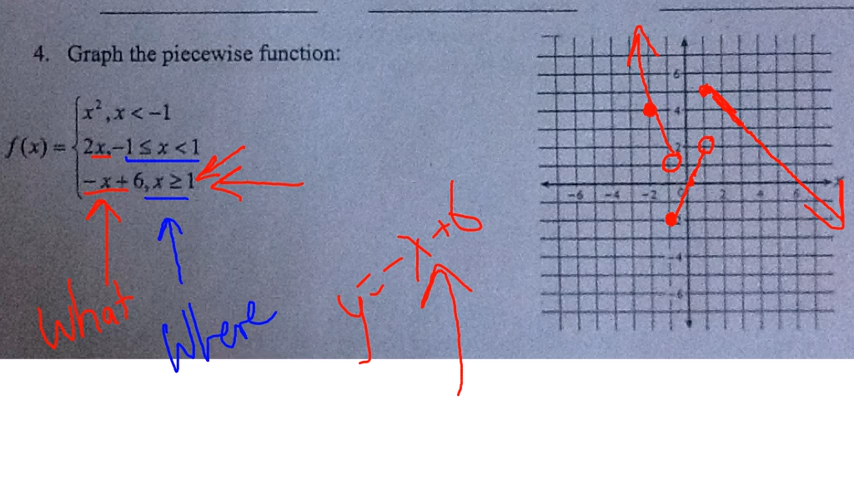 4. Graph the piecewise function:
x², x < -1
f(x) = 2x, -1 ≤ x < 1
-x + 6, x ≥ 1
What
Where
y = -x + 6
x
6
4
2
-6 -4 -2 0 2 4 6
-4
-6